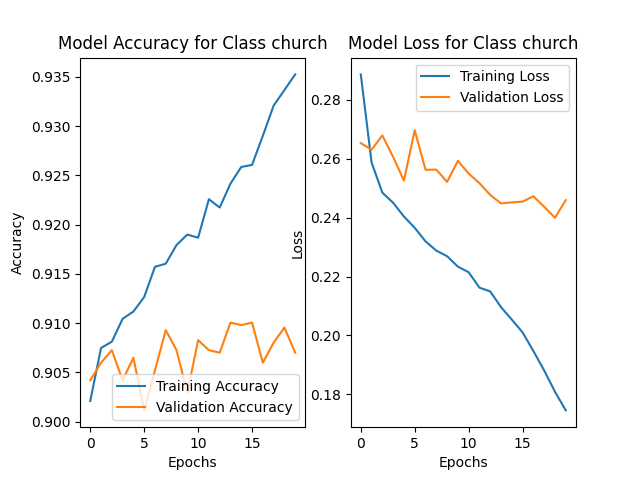 Model Accuracy for Class church
0.935
0.930
0.925
0.920
0.915
0.910
0.905
0.900
Accuracy
Training Accuracy
Validation Accuracy
0 5 10 15
Epochs
Model Loss for Class church
Training Loss
Validation Loss
0.28
0.26
0.24
0.22
0.20
0.18
Loss
0 5 10 15
Epochs